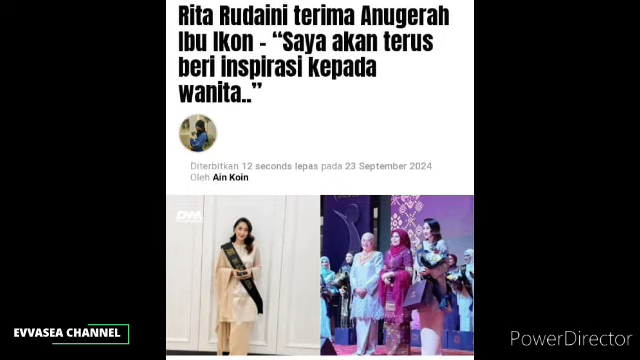 Rita Rudaini terima Anugerah
Ibu Ikon - “Saya akan terus
beri inspirasi kepada
wanita..”
Diterbitkan 12 seconds lepas pada 23 September 2024
Oleh Ain Koin
EVVASEA CHANNEL
PowerDirector